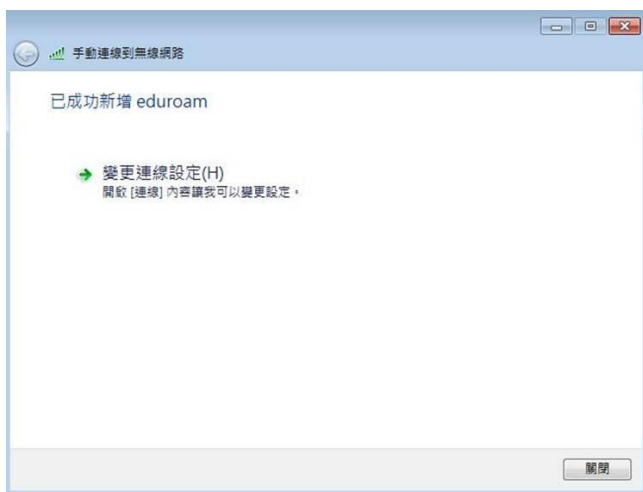 手動連線到無線網路
已成功新增 eduroam
變更連線設定(H)
開啟 [連線] 內容讓我可以變更設定。
關閉